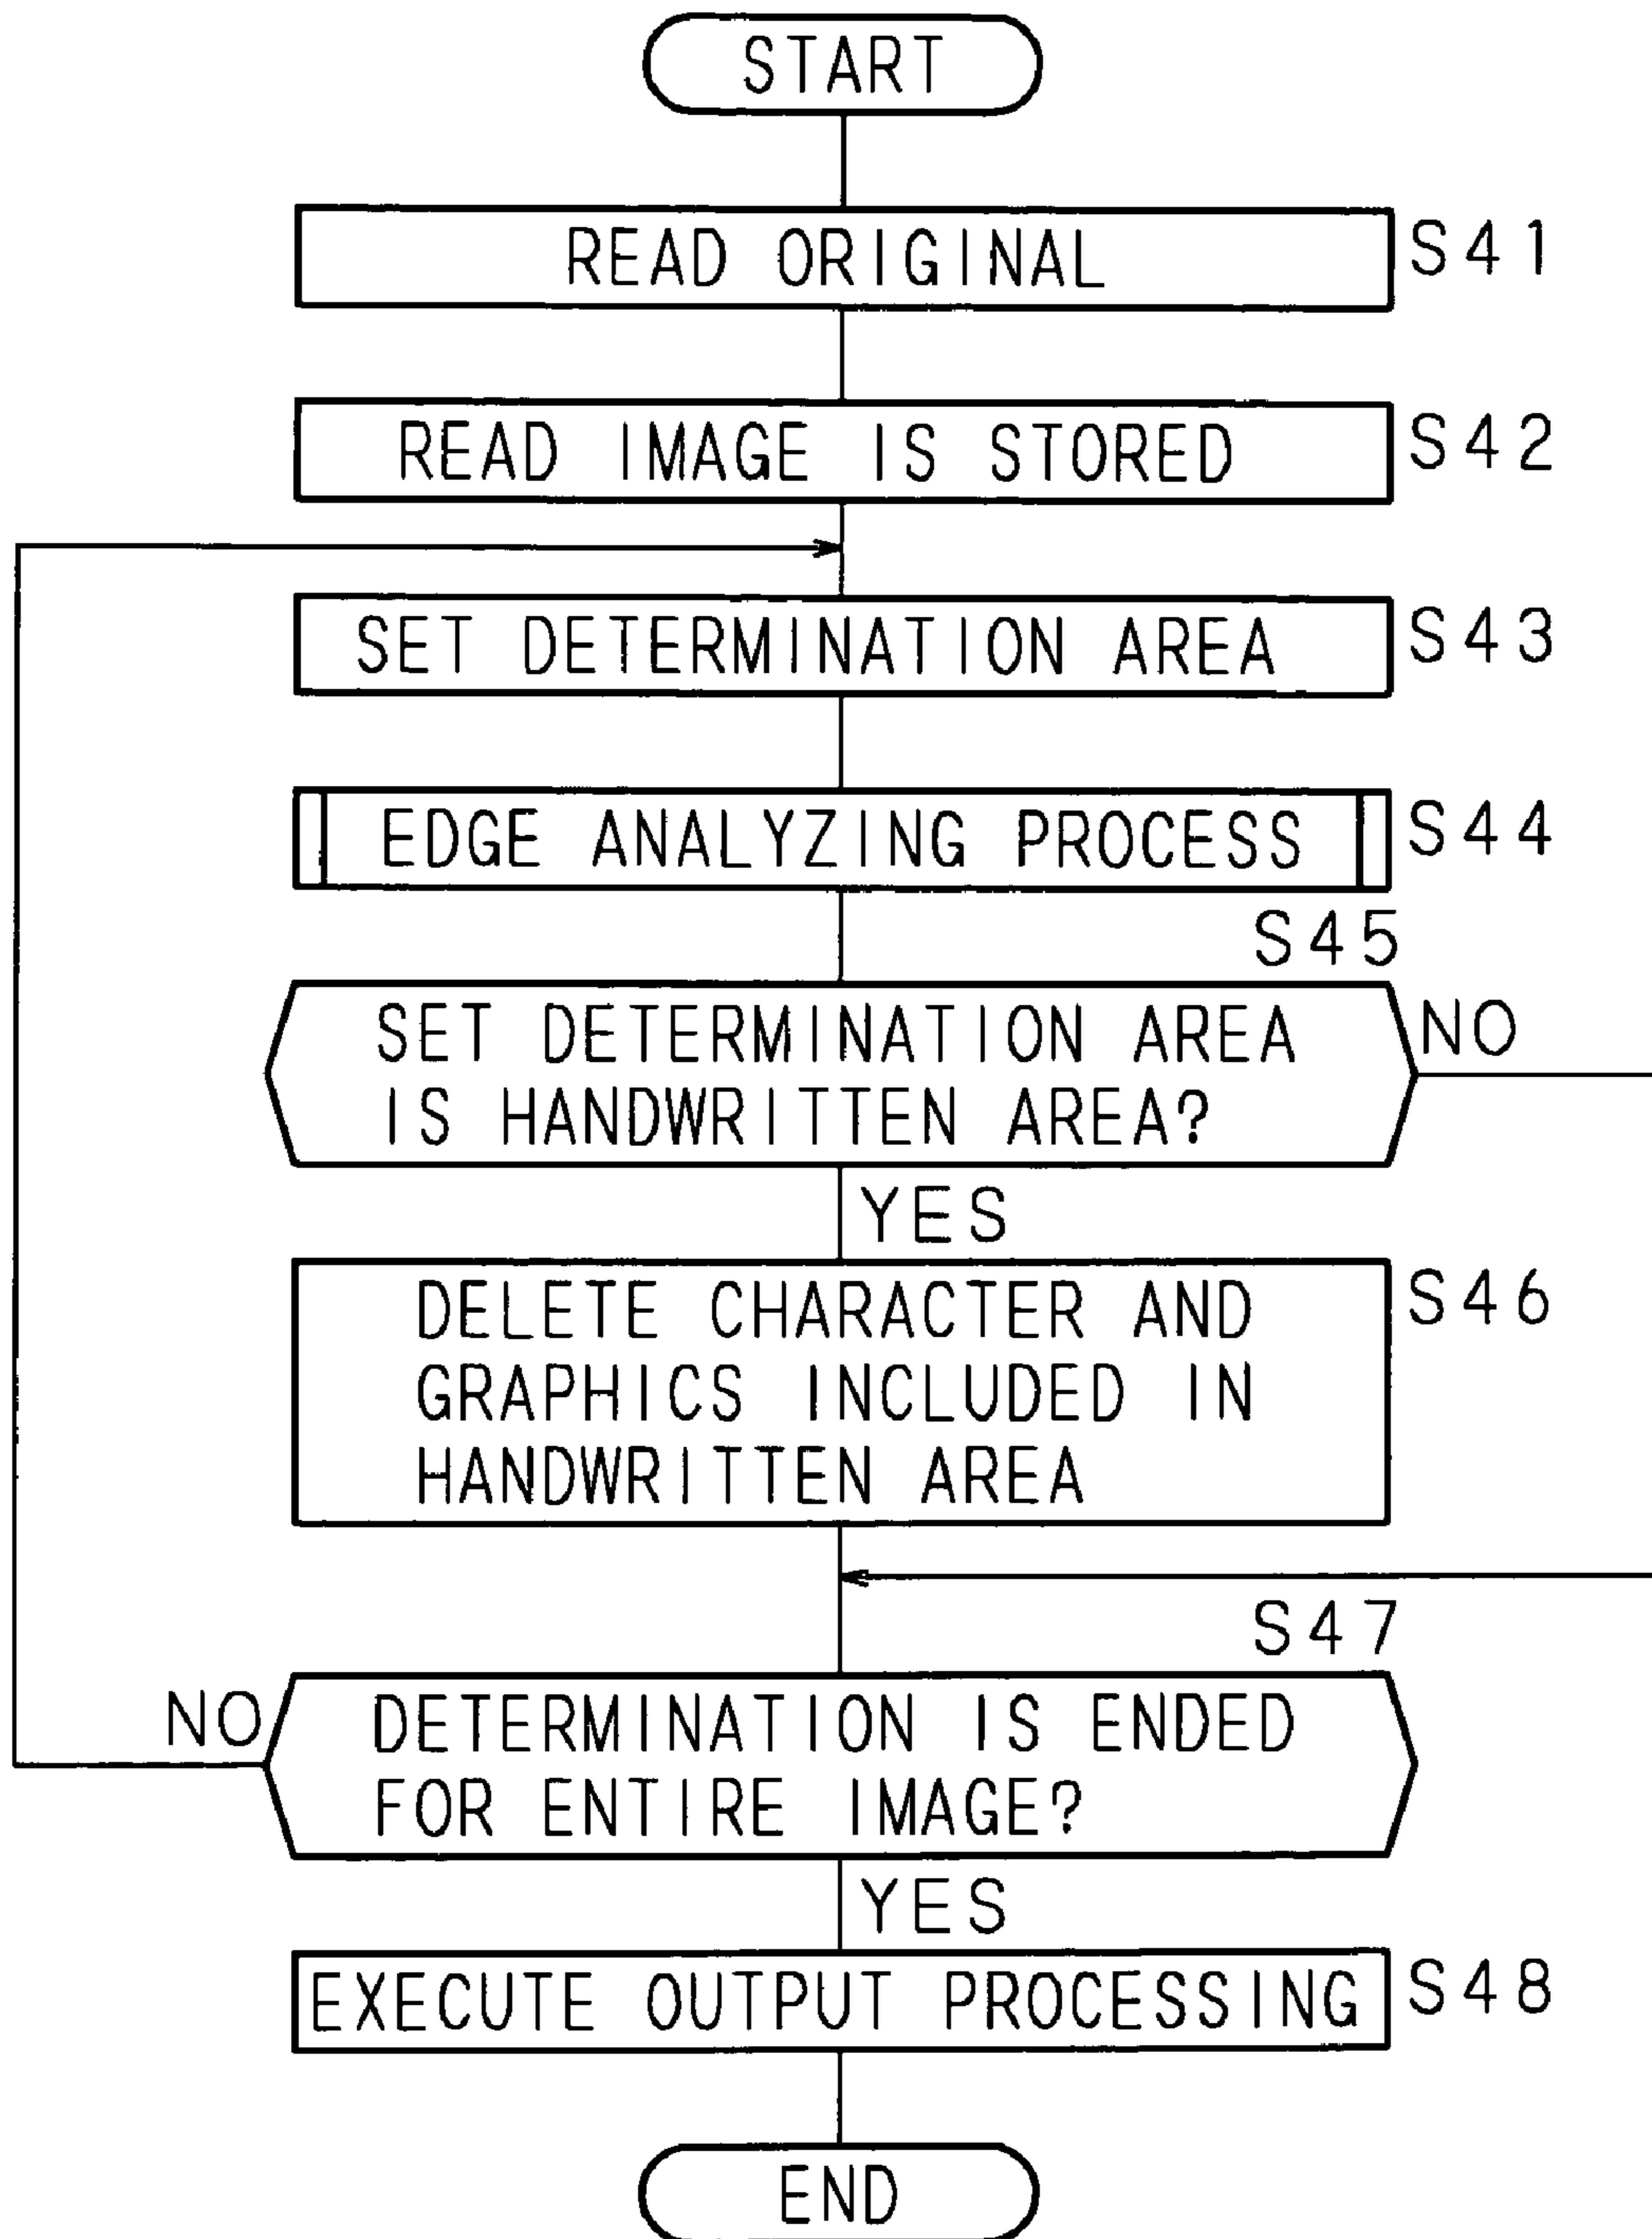 START
READ ORIGINAL
S41
READ IMAGE IS STORED
S42
SET DETERMINATION AREA
S43
EDGE ANALYZING PROCESS
S44
S45
SET DETERMINATION AREA
IS HANDWRITTEN AREA?
NO
YES
DELETE CHARACTER AND
GRAPHICS INCLUDED IN
HANDWRITTEN AREA
S46
S47
NO
DETERMINATION IS ENDED
FOR ENTIRE IMAGE?
YES
EXECUTE OUTPUT PROCESSING
S48
END